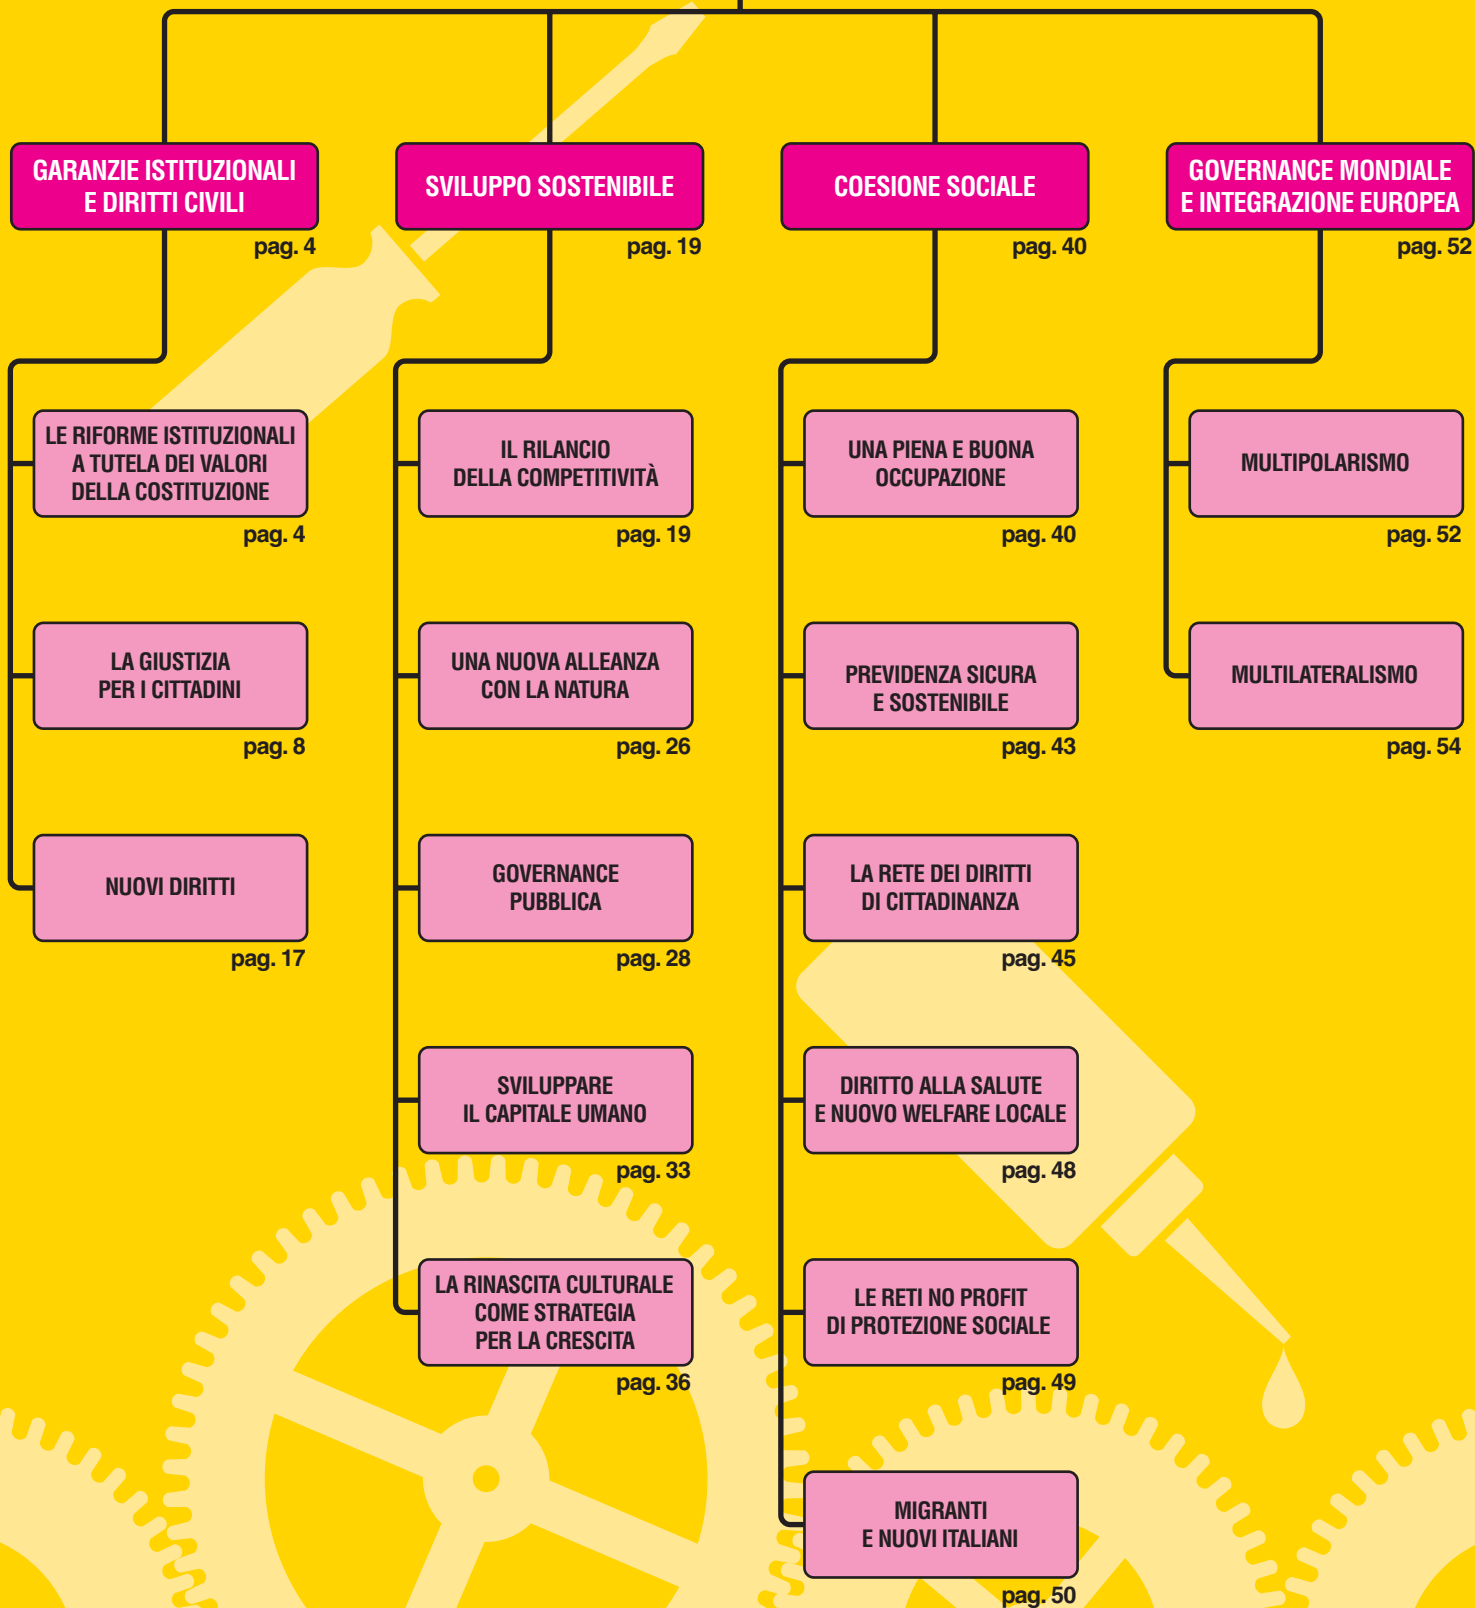 GARANZIE ISTITUZIONALI
E DIRITTI CIVILI
pag. 4
LE RIFORME ISTITUZIONALI
A TUTELA DEI VALORI
DELLA COSTITUZIONE
pag. 4
LA GIUSTIZIA
PER I CITTADINI
pag. 8
NUOVI DIRITTI
pag. 17
SVILUPPO SOSTENIBILE
pag. 19
IL RILANCIO
DELLA COMPETITIVITÀ
pag. 19
UNA NUOVA ALLEANZA
CON LA NATURA
pag. 26
GOVERNANCE
PUBBLICA
pag. 28
SVILUPPARE
IL CAPITALE UMANO
pag. 33
LA RINASCITA CULTURALE
COME STRATEGIA
PER LA CRESCITA
pag. 36
COESIONE SOCIALE
pag. 40
UNA PIENA E BUONA
OCCUPAZIONE
pag. 40
PREVIDENZA SICURA
E SOSTENIBILE
pag. 43
LA RETE DEI DIRITTI
DI CITTADINANZA
pag. 45
DIRITTO ALLA SALUTE
E NUOVO WELFARE LOCALE
pag. 48
LE RETI NO PROFIT
DI PROTEZIONE SOCIALE
pag. 49
MIGRANTI
E NUOVI ITALIANI
pag. 50
GOVERNANCE MONDIALE
E INTEGRAZIONE EUROPEA
pag. 52
MULTIPOLARISMO
pag. 52
MULTILATERALISMO
pag. 54